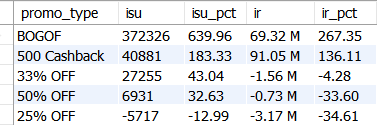 promo_type isu isu_pct ir ir_pct
BOGOF 372326 639.96 69.32 M 267.35
500 Cashback 40881 183.33 91.05 M 136.11
33% OFF 27255 43.04 -1.56 M -4.28
50% OFF 6931 32.63 -0.73 M -33.60
25% OFF -5717 -12.99 -3.17 M -34.61